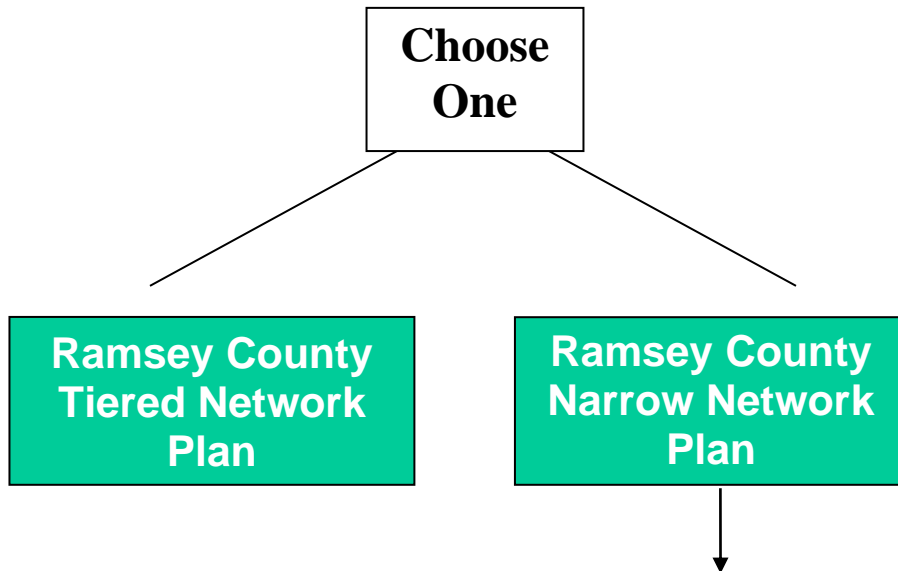 Choose
One
Ramsey County
Tiered Network
Plan
Ramsey County
Narrow Network
Plan